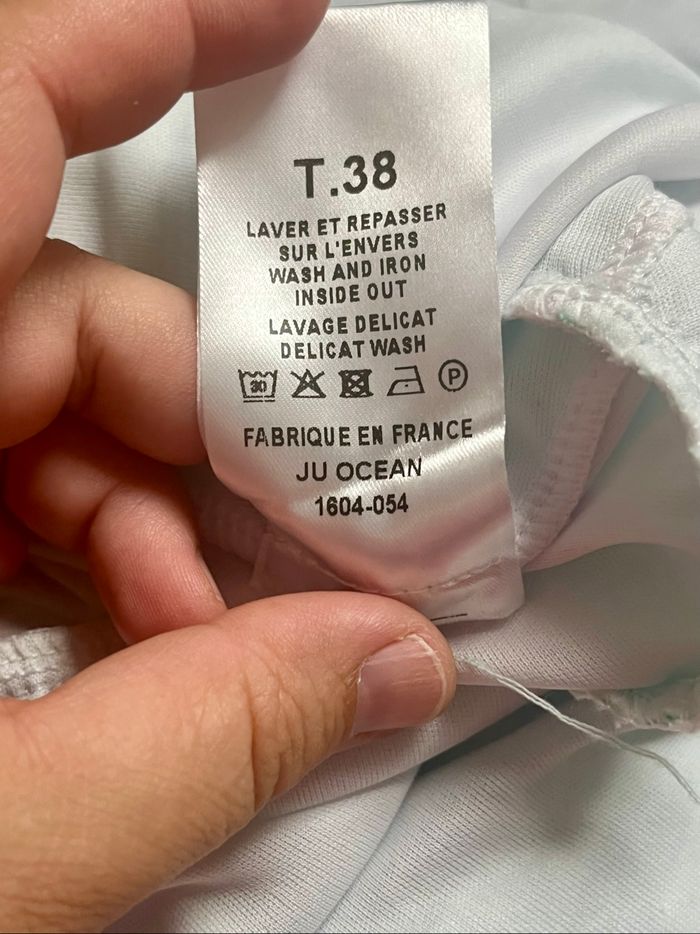 T.38
LAVER ET REPASSER
SUR L'ENVERS
WASH AND IRON
INSIDE OUT
LAVAGE DELICAT
DELICAT WASH
30 P
FABRIQUE EN FRANCE
JU OCEAN
1604-054